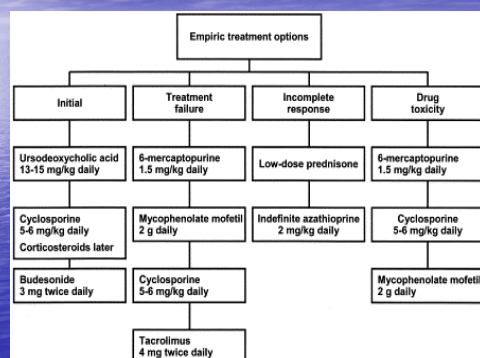 Empiric treatment options
Initial
Treatment
failure
Incomplete
response
Drug
toxicity
Ursodeoxycholic acid
13-15 mg/kg daily
6-mercaptopurine
1.5 mg/kg daily
Low-dose prednisone
6-mercaptopurine
1.5 mg/kg daily
Cyclosporine
5-6 mg/kg daily
Corticosteroids later
Mycophenolate mofetil
2 g daily
Indefinite azathioprine
2 mg/kg daily
Cyclosporine
5-6 mg/kg daily
Budesonide
3 mg twice daily
Cyclosporine
5-6 mg/kg daily
Mycophenolate mofetil
2 g daily
Tacrolimus
4 mg twice daily